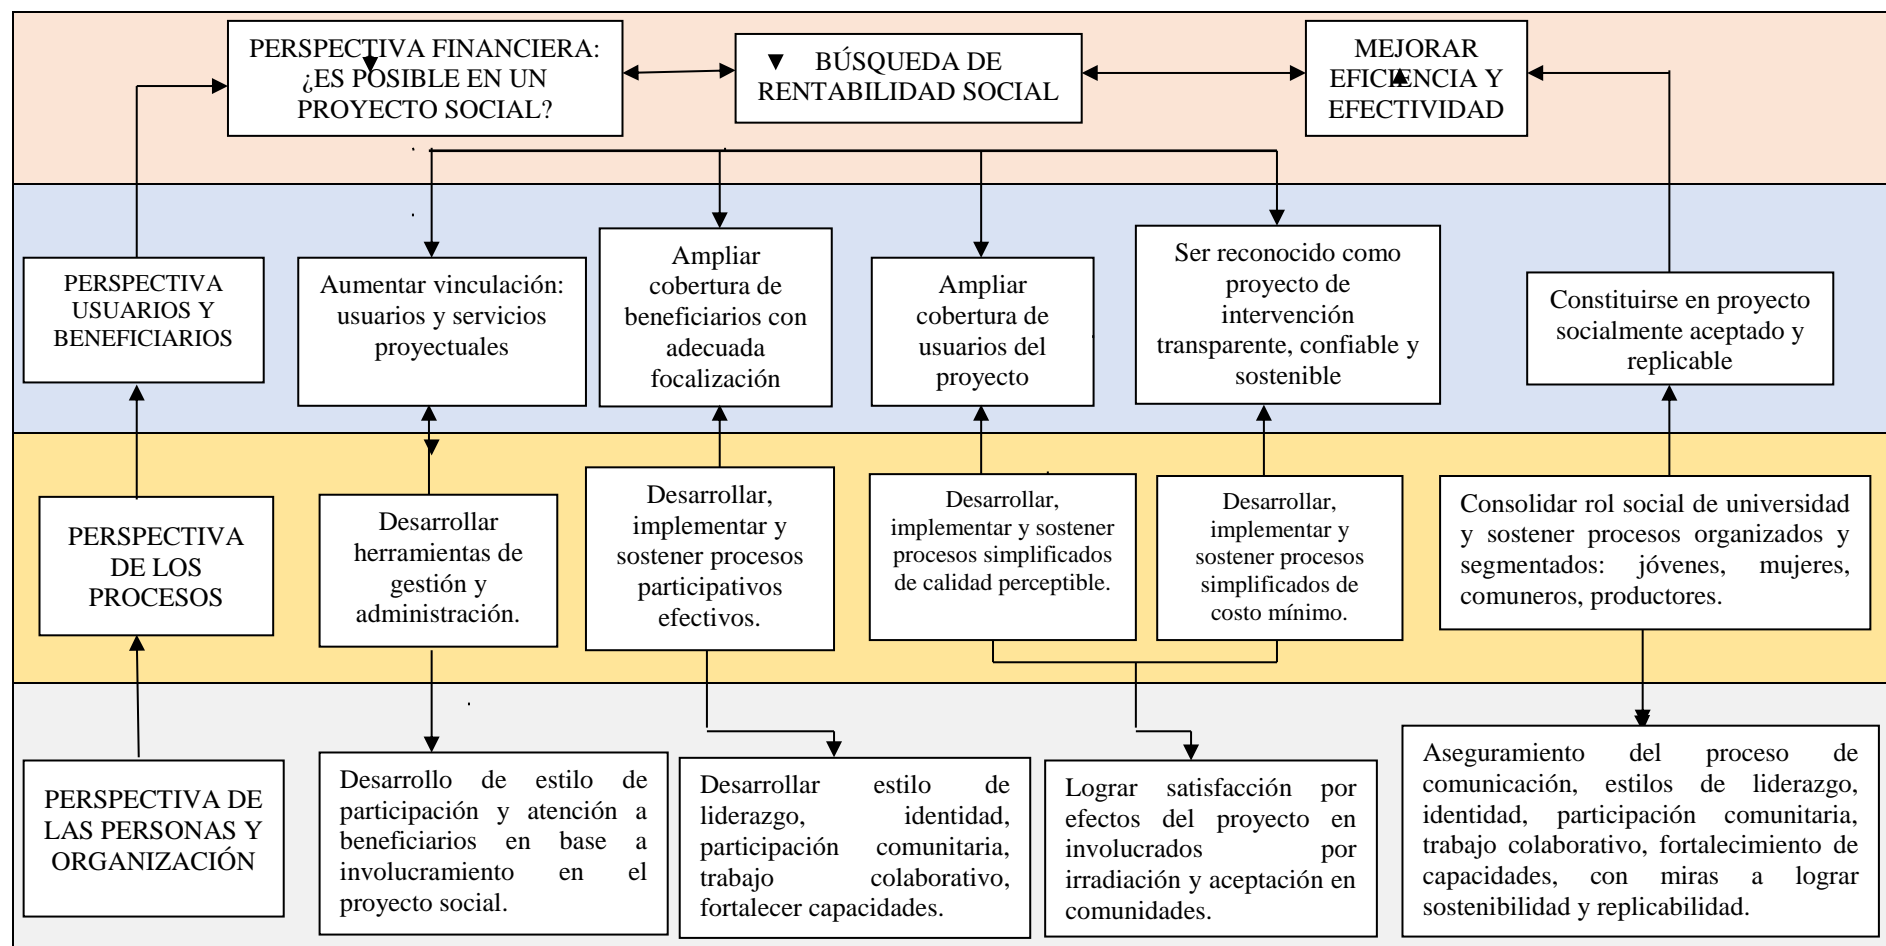 PERSPECTIVA FINANCIERA:
¿ES POSIBLE EN UN
PROYECTO SOCIAL?
BÚSQUEDA DE
RENTABILIDAD SOCIAL
MEJORAR
EFICIENCIA Y
EFECTIVIDAD
PERSPECTIVA
USUARIOS Y
BENEFICIARIOS
Aumentar vinculación:
usuarios y servicios
proyectuales
Ampliar
cobertura de
beneficiarios con
adecuada
focalización
Ampliar
cobertura de
usuarios del
proyecto
Ser reconocido como
proyecto de
intervención
transparente, confiable y
sostenible
Constituirse en proyecto
socialmente aceptado y
replicable
PERSPECTIVA
DE LOS
PROCESOS
Desarrollar
herramientas de
gestión y
administración.
Desarrollar,
implementar y
sostener procesos
participativos
efectivos.
Desarrollar,
implementar y sostener
procesos simplificados
de calidad perceptible.
Desarrollar,
implementar y
sostener procesos
simplificados de
costo mínimo.
Consolidar rol social de universidad
y sostener procesos organizados y
segmentados: jóvenes, mujeres,
comuneros, productores.
PERSPECTIVA DE
LAS PERSONAS Y
ORGANIZACIÓN
Desarrollo de estilo de
participación y atención a
beneficiarios en base a
involucramiento en el
proyecto social.
Desarrollar estilo de
liderazgo, identidad,
participación comunitaria,
trabajo colaborativo,
fortalecer capacidades.
Lograr satisfacción por
efectos del proyecto en
involucrados por
irradiación y aceptación en
comunidades.
Aseguramiento del proceso de
comunicación, estilos de liderazgo,
identidad, participación comunitaria,
trabajo colaborativo, fortalecimiento de
capacidades, con miras a lograr
sostenibilidad y replicabilidad.